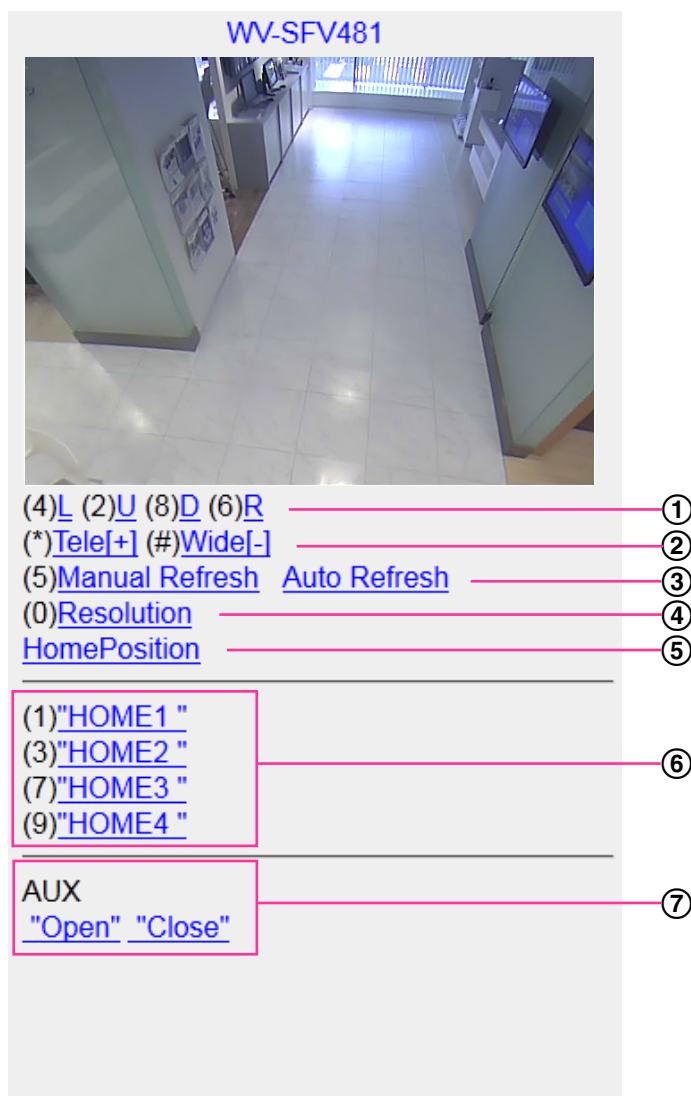 WV-SFV481
(4)L (2)U (8)D (6)R ①
(*)Tele[+] (#)Wide[-] ②
(5)Manual Refresh Auto Refresh ③
(0)Resolution ④
HomePosition ⑤
(1)"HOME1 "
(3)"HOME2 "
(7)"HOME3 "
(9)"HOME4 "
⑥
AUX
"Open" "Close"
⑦